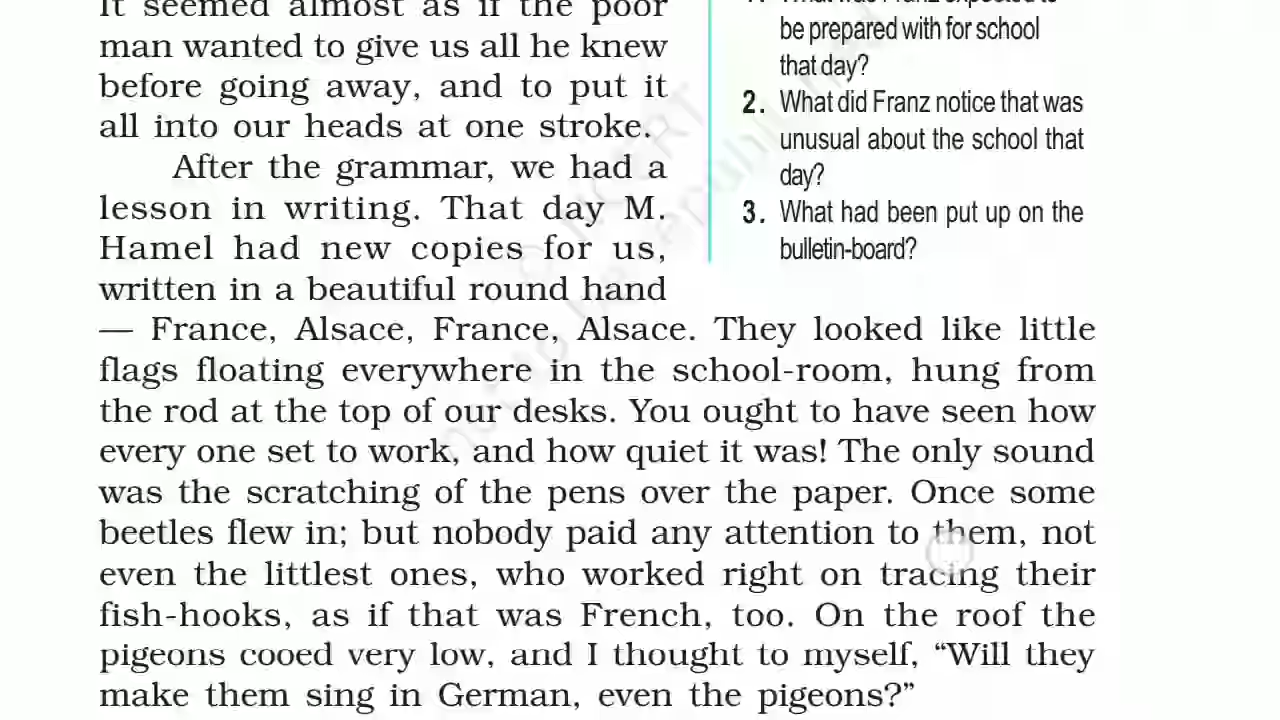 It seemed almost as if the poor
man wanted to give us all he knew
before going away, and to put it
all into our heads at one stroke.
After the grammar, we had a
lesson in writing. That day M.
Hamel had new copies for us,
written in a beautiful round hand
— France, Alsace, France, Alsace. They looked like little
flags floating everywhere in the school-room, hung from
the rod at the top of our desks. You ought to have seen how
every one set to work, and how quiet it was! The only sound
was the scratching of the pens over the paper. Once some
beetles flew in; but nobody paid any attention to them, not
even the littlest ones, who worked right on tracing their
fish-hooks, as if that was French, too. On the roof the
pigeons cooed very low, and I thought to myself, “Will they
make them sing in German, even the pigeons?”
1. What was Franz expected to
be prepared with for school
that day?
2. What did Franz notice that was
unusual about the school that
day?
3. What had been put up on the
bulletin-board?